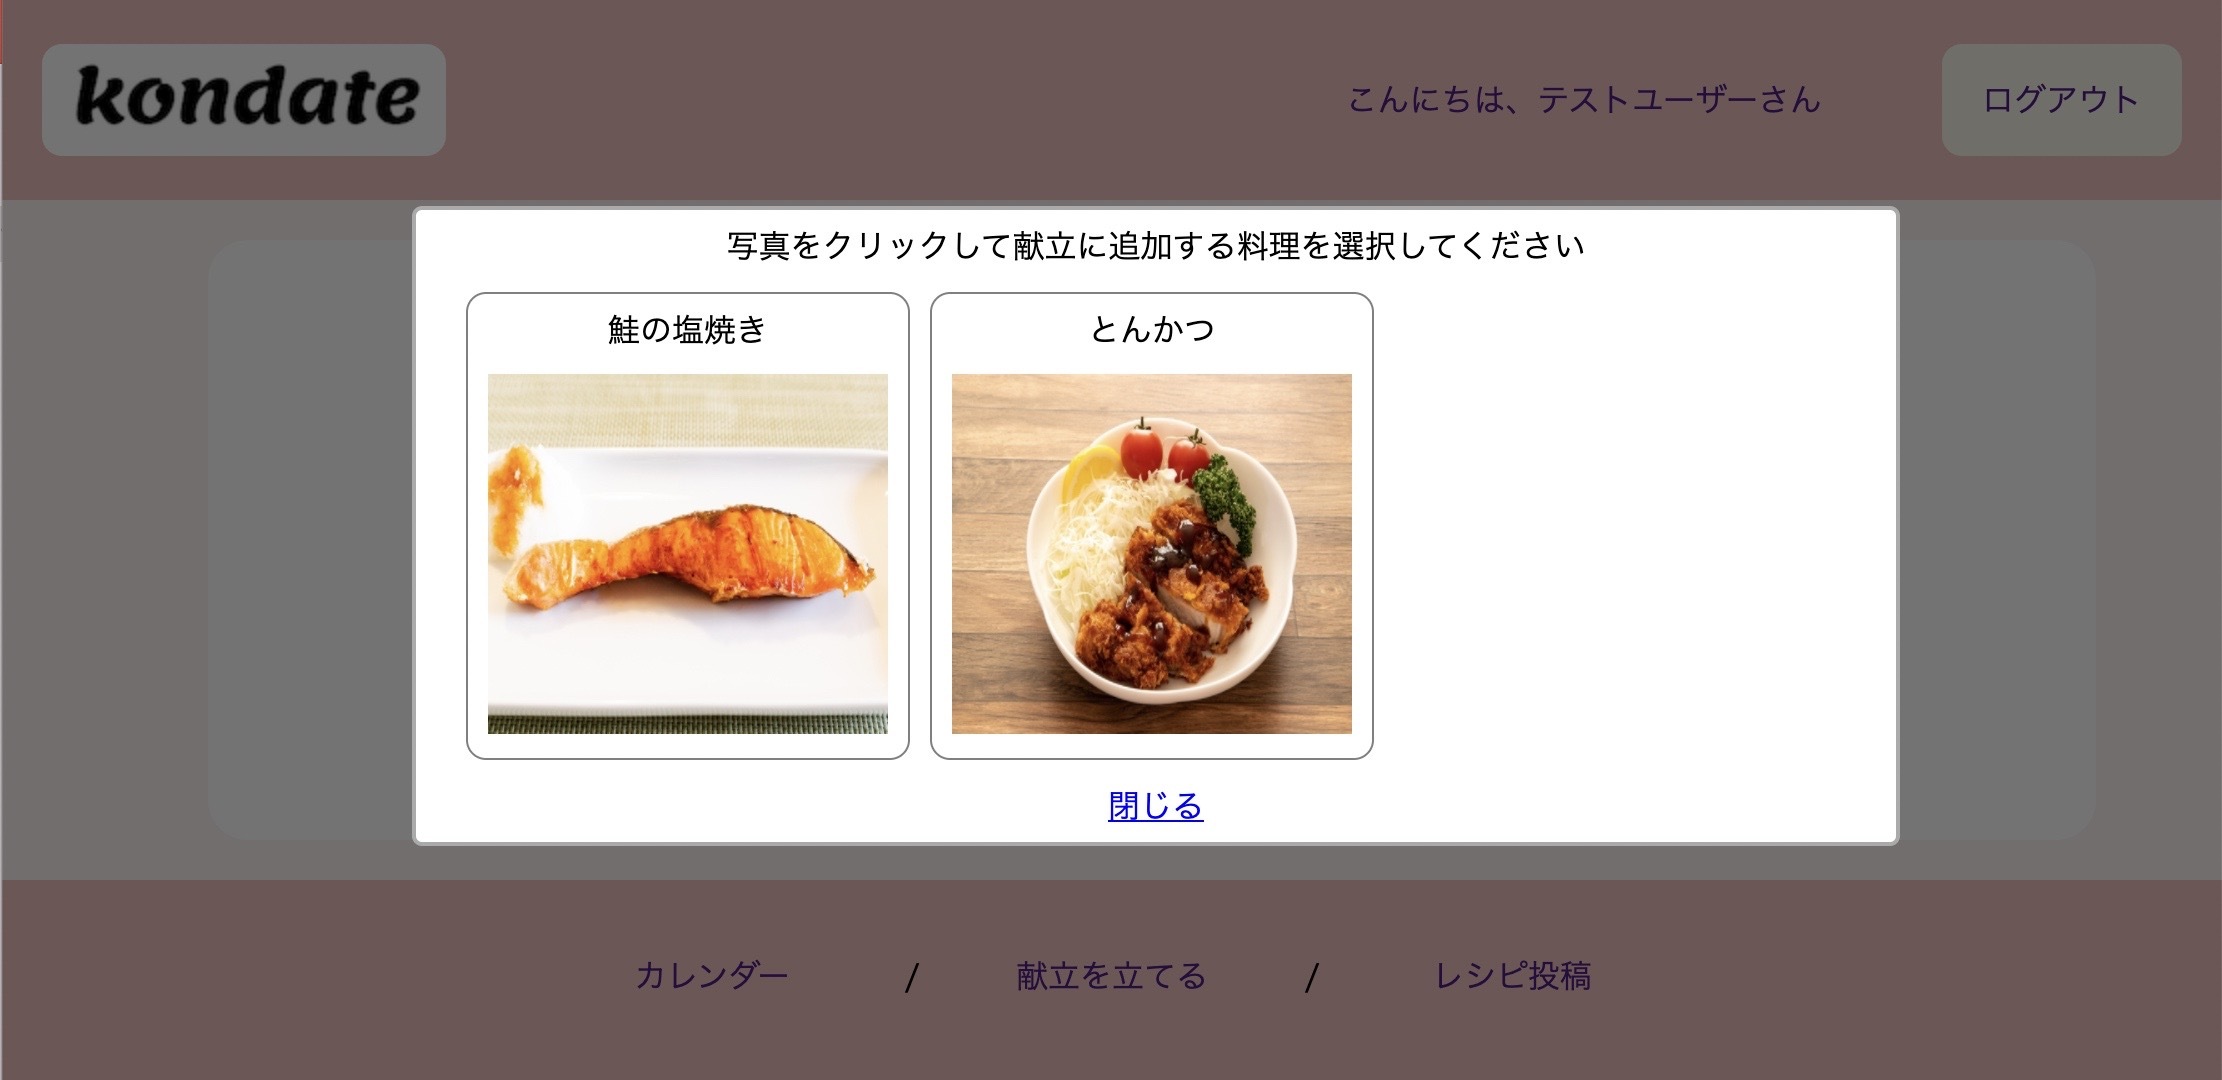 kondate
こんにちは、テストユーザーさん
ログアウト
写真をクリックして献立に追加する料理を選択してください
鮭の塩焼き
とんかつ
閉じる
カレンダー / 献立を立てる / レシピ投稿